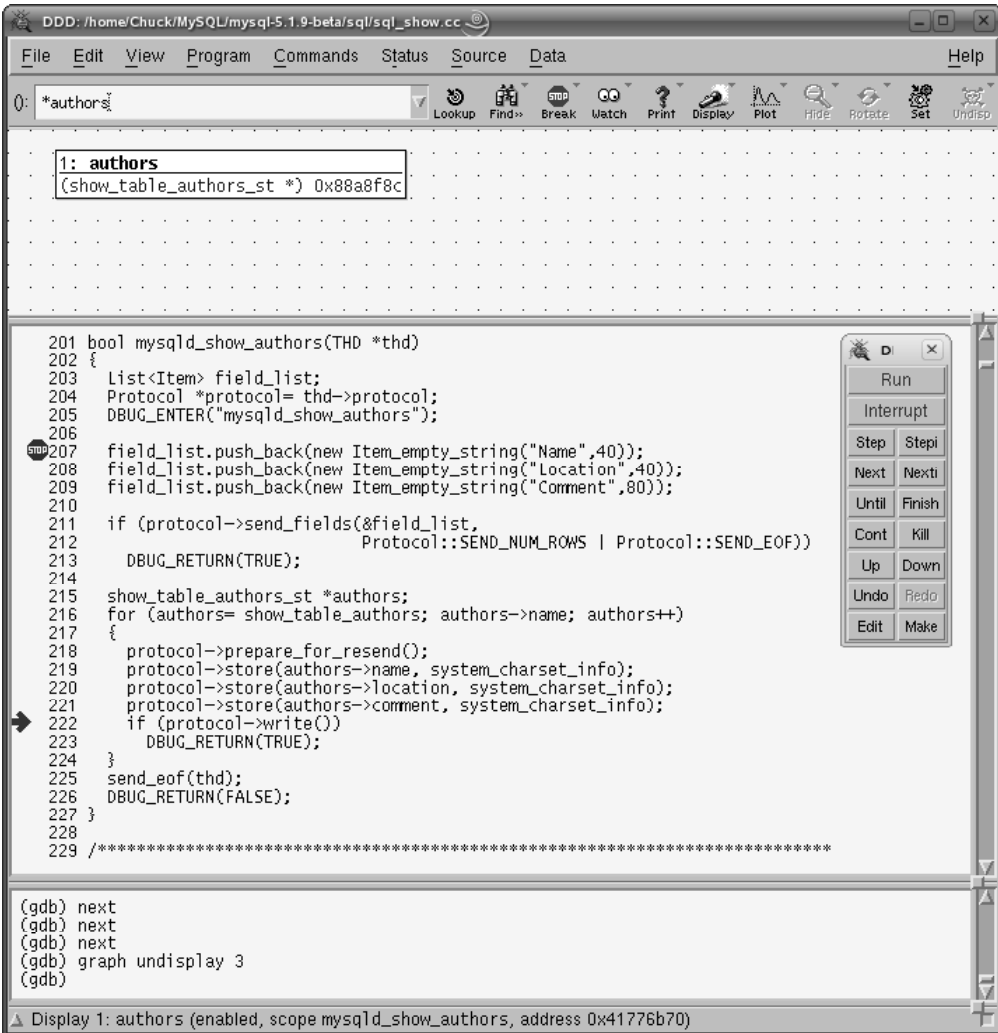 DDD: /home/Chuck/MySQL/mysql-5.1.9-beta/sql/sql_show.cc
File Edit View Program Commands Status Source Data Help
(): *authors
Lookup Find» Break Watch Print Display Plot Hide Rotate Set Undisp
1: authors
(show_table_authors_st *) 0x88a8f8c
201 bool mysqld_show_authors(THD *thd)
202 {
203   List<Item> field_list;
204   Protocol *protocol= thd->protocol;
205   DBUG_ENTER("mysqld_show_authors");
206
207   field_list.push_back(new Item_empty_string("Name",40));
208   field_list.push_back(new Item_empty_string("Location",40));
209   field_list.push_back(new Item_empty_string("Comment",80));
210
211   if (protocol->send_fields(&field_list,
212                             Protocol::SEND_NUM_ROWS | Protocol::SEND_EOF))
213     DBUG_RETURN(TRUE);
214
215   show_table_authors_st *authors;
216   for (authors= show_table_authors; authors->name; authors++)
217   {
218     protocol->prepare_for_resend();
219     protocol->store(authors->name, system_charset_info);
220     protocol->store(authors->location, system_charset_info);
221     protocol->store(authors->comment, system_charset_info);
222     if (protocol->write())
223       DBUG_RETURN(TRUE);
224   }
225   send_eof(thd);
226   DBUG_RETURN(FALSE);
227 }
228
229 /***************************************************************************
STOP
D
Run
Interrupt
Step Stepi
Next Nexti
Until Finish
Cont Kill
Up Down
Undo Redo
Edit Make
(gdb) next
(gdb) next
(gdb) next
(gdb) graph undisplay 3
(gdb)
Display 1: authors (enabled, scope mysqld_show_authors, address 0x41776b70)